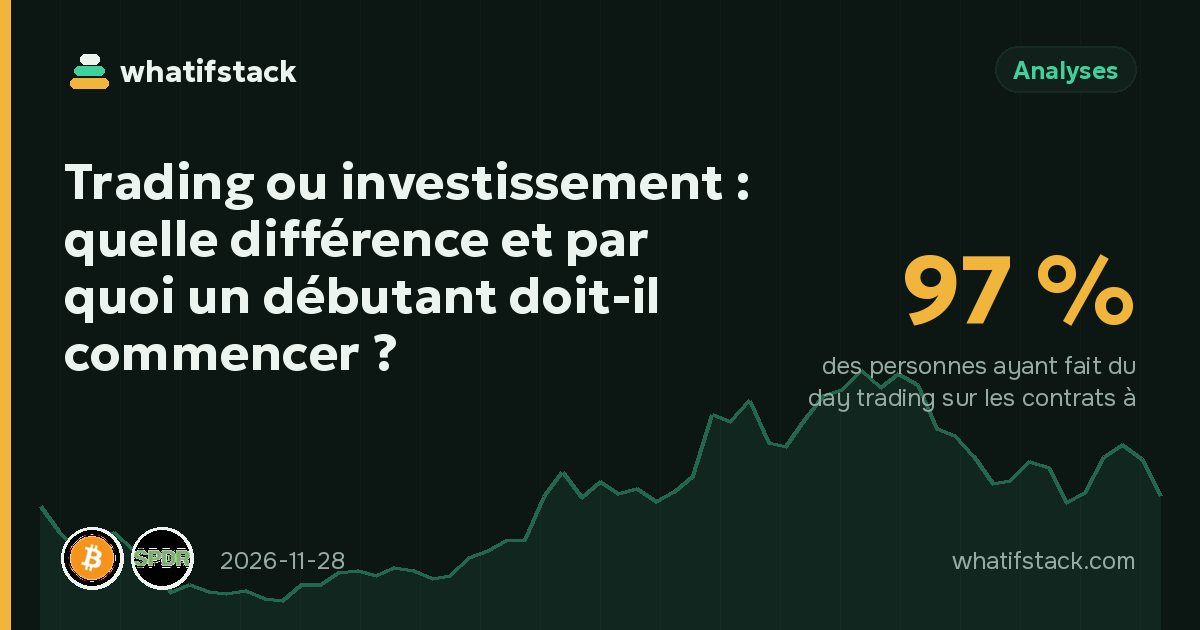 whatifstack
Analyses
Trading ou investissement :
quelle différence et par
quoi un débutant doit-il
commencer ?
97 %
des personnes ayant fait du
day trading sur les contrats à
SPDR
2026-11-28
whatifstack.com